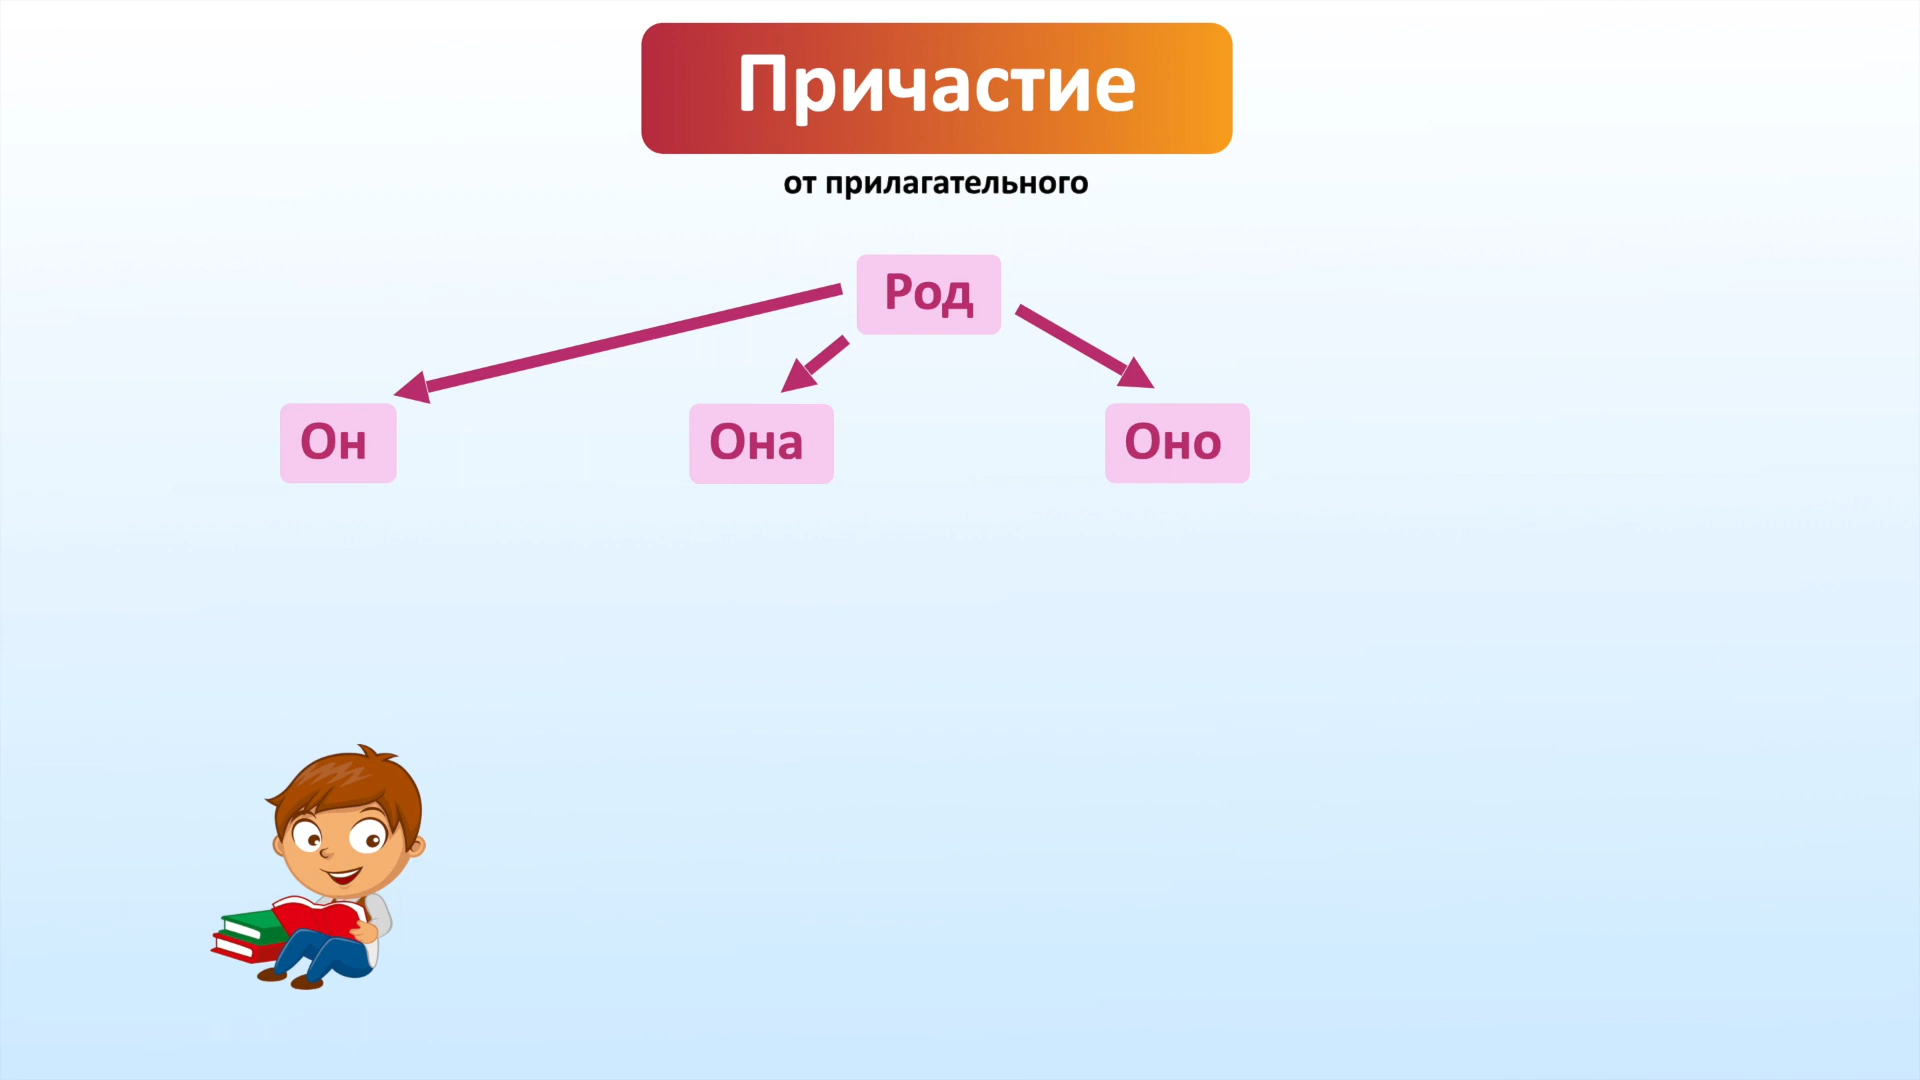 Причастие
от прилагательного
Род
Он
Она
Оно